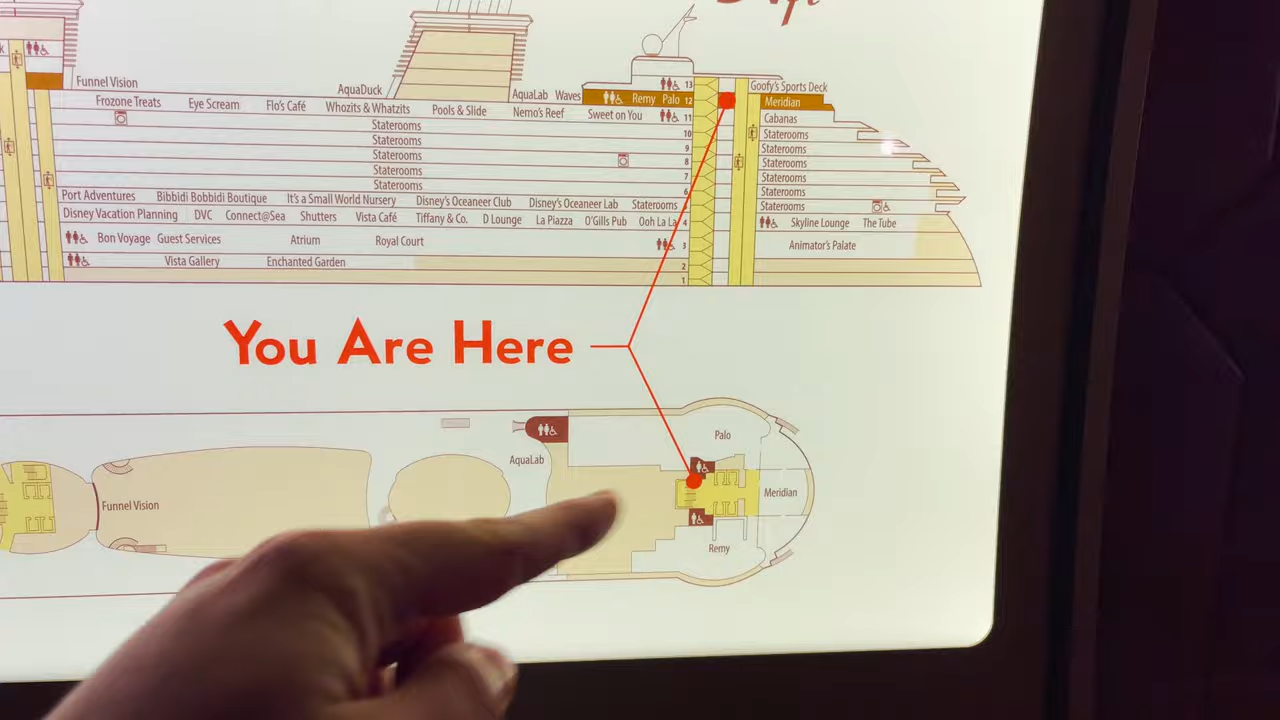 Funnel Vision
AquaDuck
AquaLab
Waves
Remy
Palo
13
12
Goofy's Sports Deck
Meridian
Frozone Treats
Eye Scream
Flo's Café
Whozits & Whatzits
Pools & Slide
Nemo's Reef
Sweet on You
11
Cabanas
Staterooms
10
Staterooms
Staterooms
9
Staterooms
Staterooms
8
Staterooms
Staterooms
7
Staterooms
Staterooms
6
Staterooms
Port Adventures
Bibbidi Bobbidi Boutique
It's a Small World Nursery
Disney's Oceaneer Club
Disney's Oceaneer Lab
Staterooms
Staterooms
Disney Vacation Planning
DVC
Connect@Sea
Shutters
Vista Café
Tiffany & Co.
D Lounge
La Piazza
O'Gills Pub
Ooh La La
4
Skyline Lounge
The Tube
Bon Voyage
Guest Services
Atrium
Royal Court
3
Animator's Palate
Vista Gallery
Enchanted Garden
2
1
You Are Here
Palo
AquaLab
Funnel Vision
Meridian
Remy